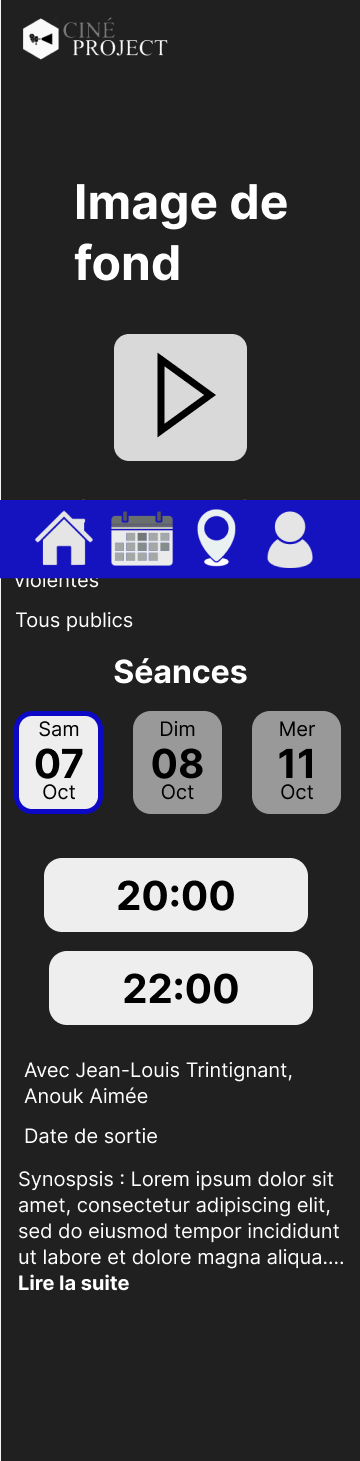 CINÉ
PROJECT
Image de
fond
violentes
Tous publics
Séances
Sam
07
Oct
Dim
08
Oct
Mer
11
Oct
20:00
22:00
Avec Jean-Louis Trintignant,
Anouk Aimée
Date de sortie
Synospsis : Lorem ipsum dolor sit
amet, consectetur adipiscing elit,
sed do eiusmod tempor incididunt
ut labore et dolore magna aliqua....
Lire la suite